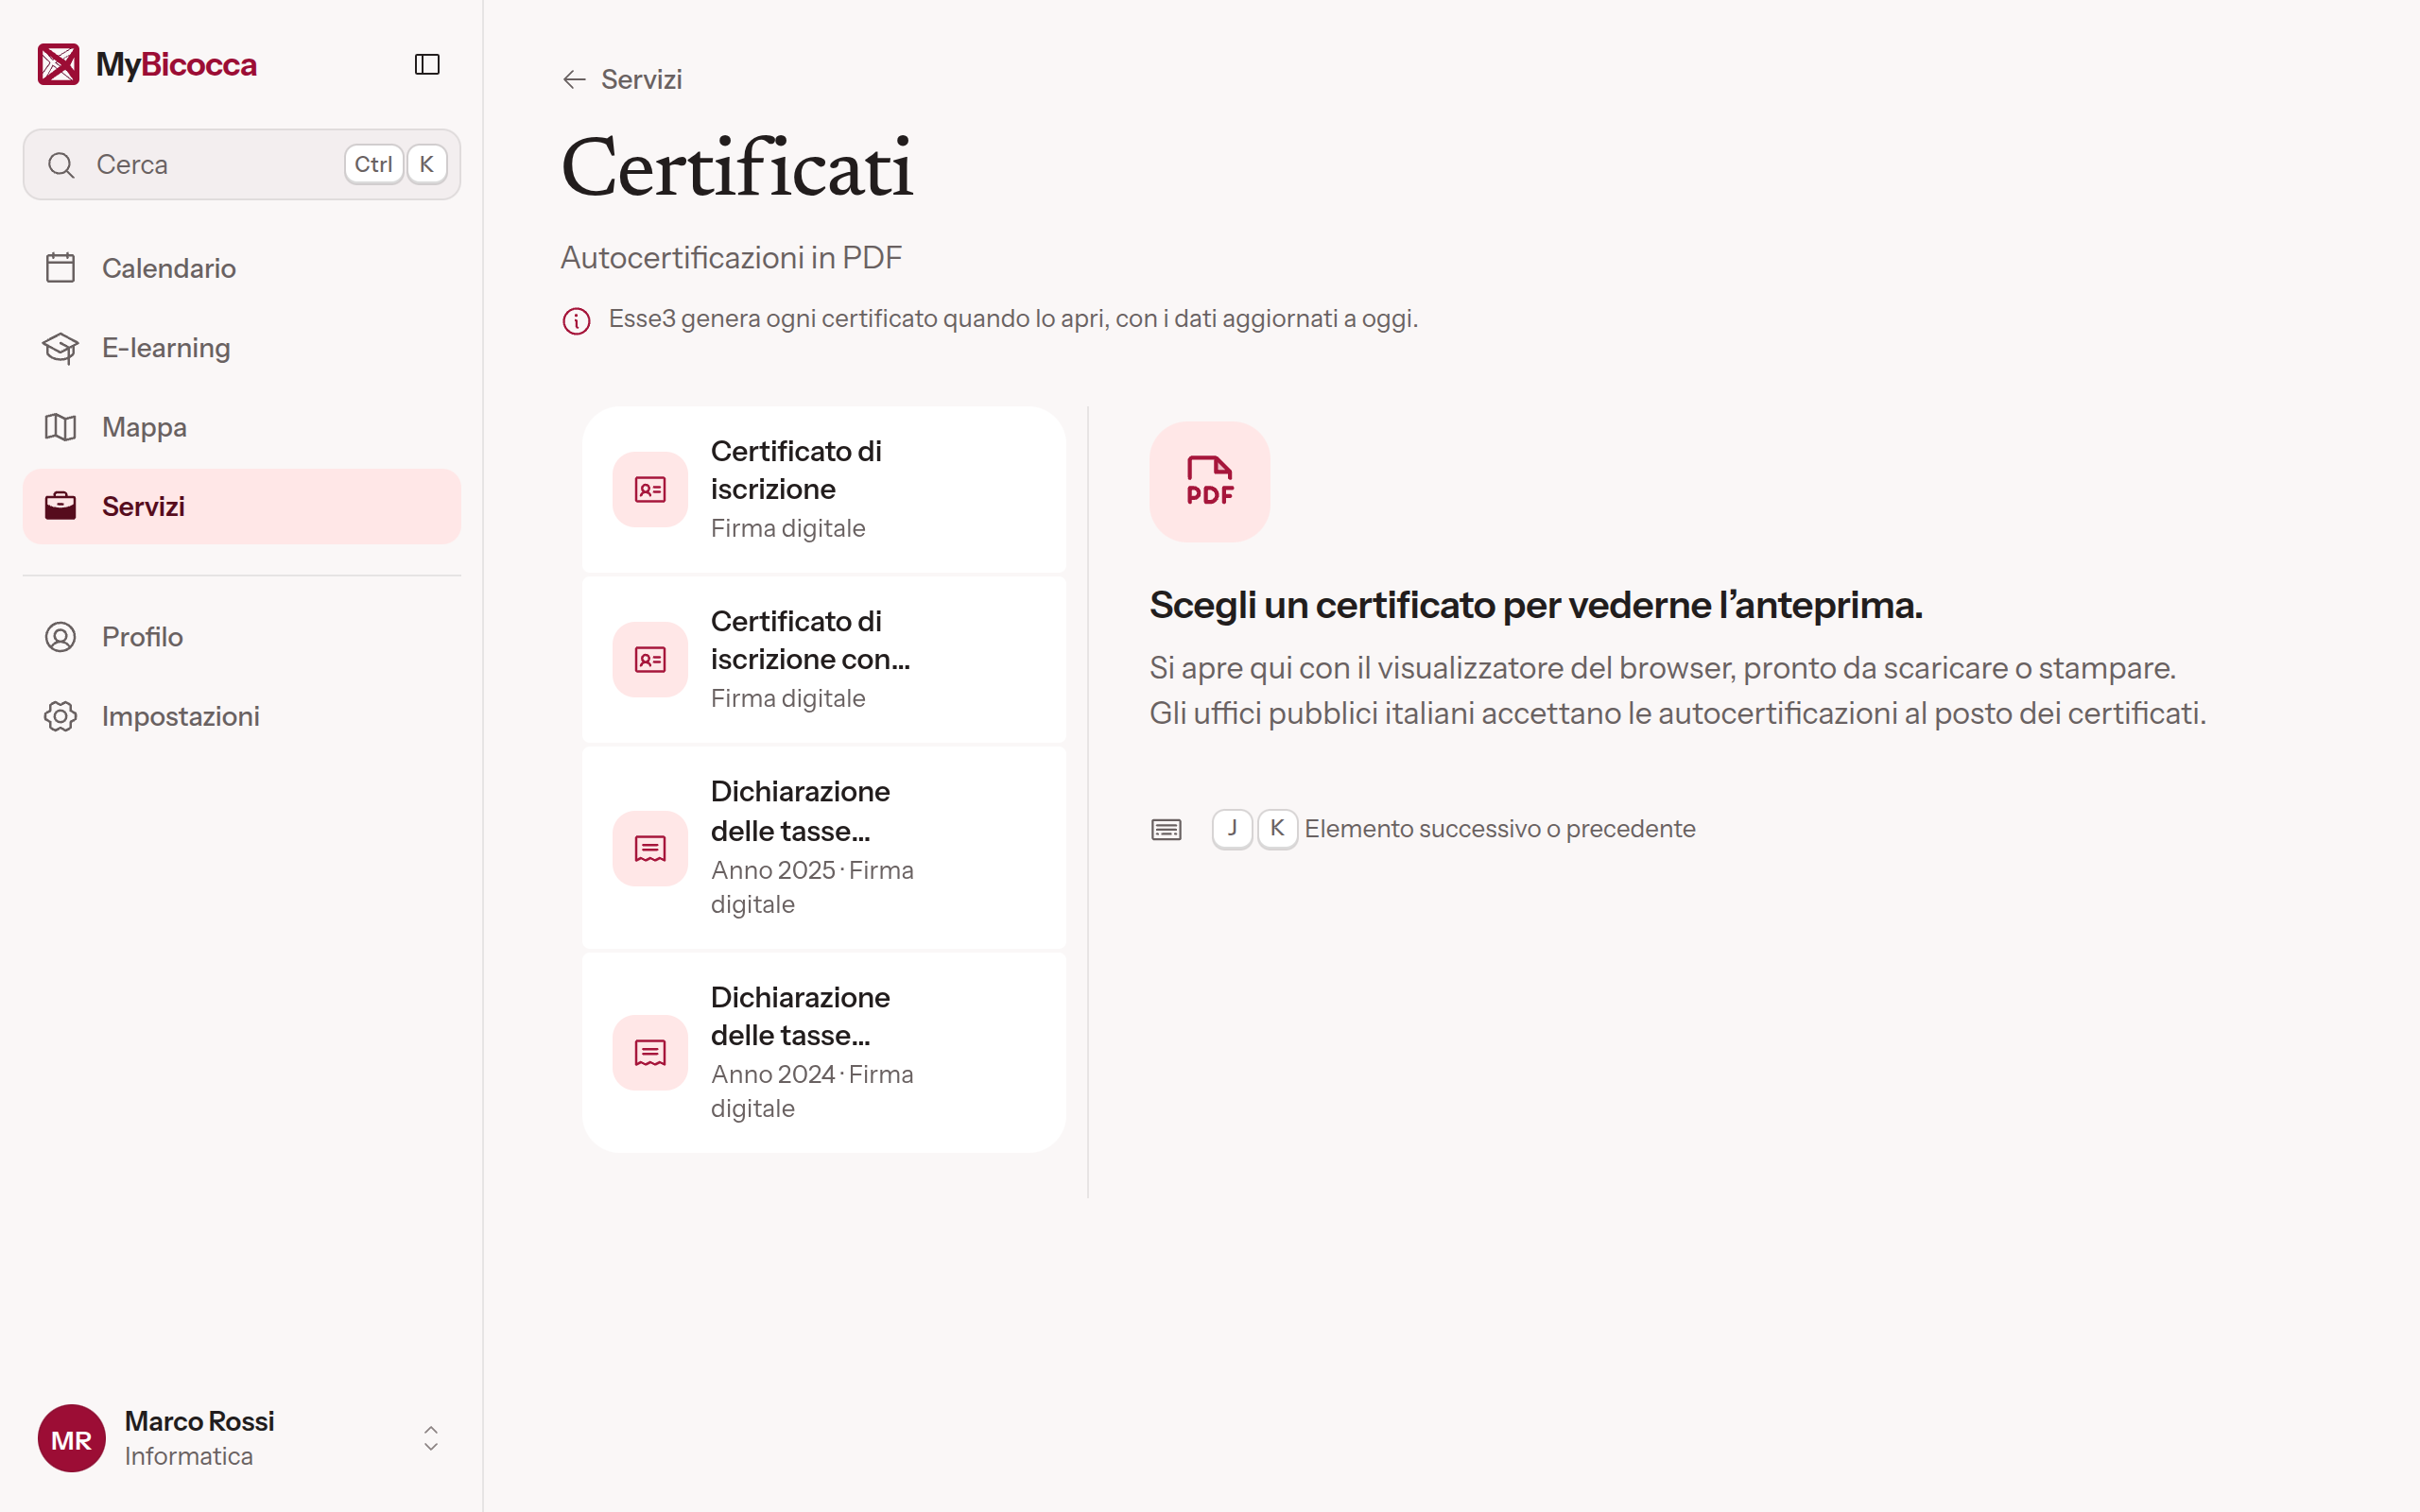 MyBicocca
Cerca
Ctrl K
Calendario
E-learning
Mappa
Servizi
Profilo
Impostazioni
MR
Marco Rossi
Informatica
Servizi
Certificati
Autocertificazioni in PDF
Esse3 genera ogni certificato quando lo apri, con i dati aggiornati a oggi.
Certificato di
iscrizione
Firma digitale
Certificato di
iscrizione con...
Firma digitale
Dichiarazione
delle tasse...
Anno 2025 · Firma
digitale
Dichiarazione
delle tasse...
Anno 2024 · Firma
digitale
PDF
Scegli un certificato per vederne l’anteprima.
Si apre qui con il visualizzatore del browser, pronto da scaricare o stampare.
Gli uffici pubblici italiani accettano le autocertificazioni al posto dei certificati.
J K Elemento successivo o precedente